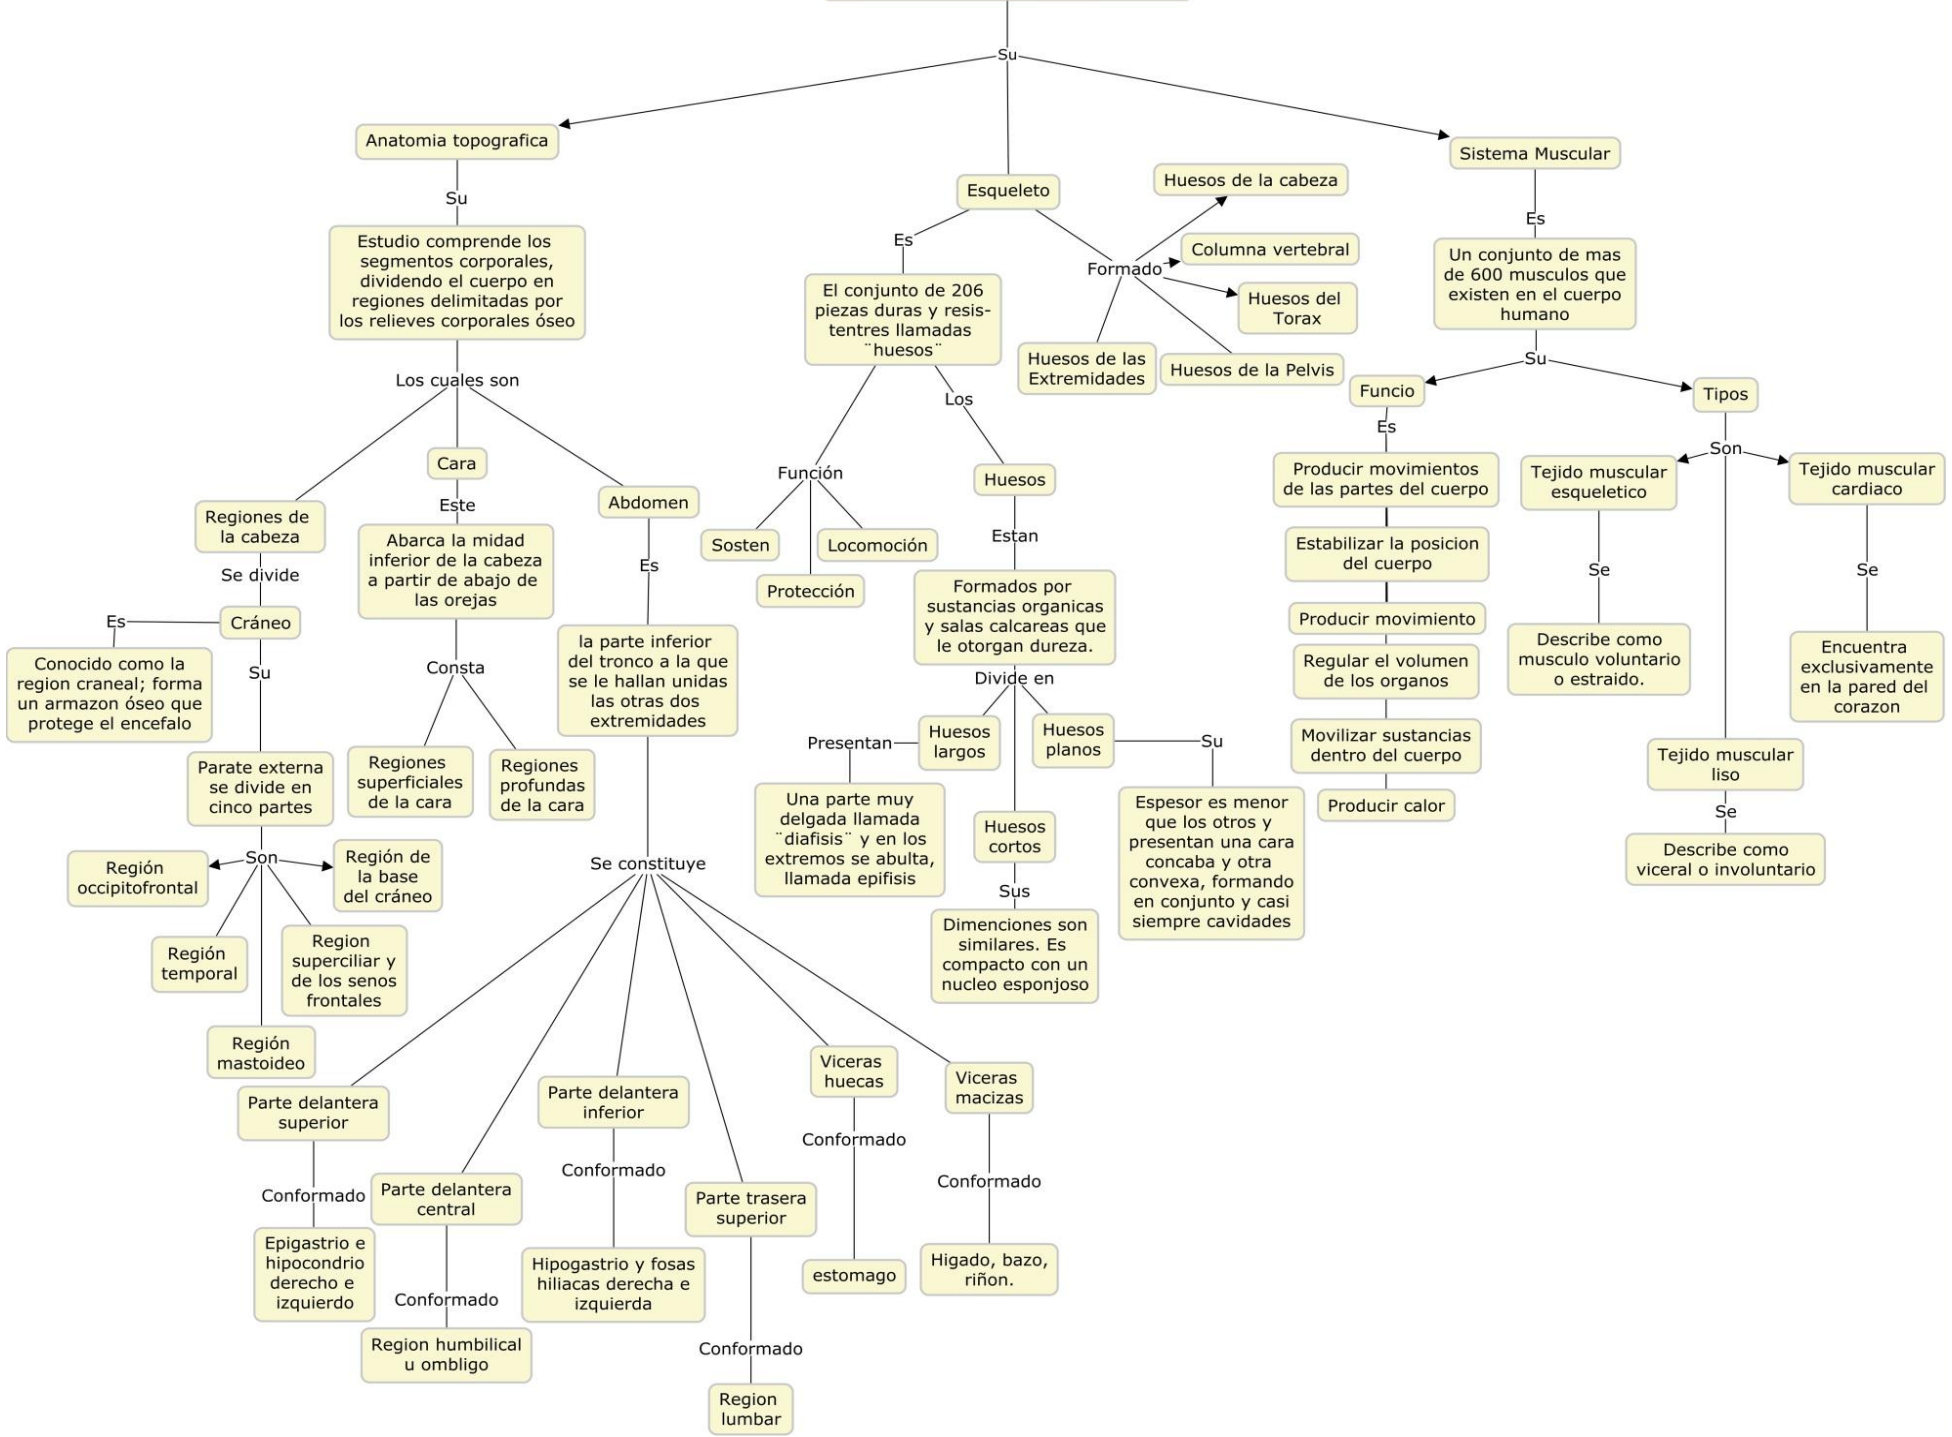 Su
Anatomia topografica
Su
Estudio comprende los
segmentos corporales,
dividendo el cuerpo en
regiones delimitadas por
los relieves corporales óseo
Los cuales son
Regiones de
la cabeza
Se divide
Cráneo
Es
Conocido como la
region craneal; forma
un armazon óseo que
protege el encefalo
Su
Parate externa
se divide en
cinco partes
Son
Región
occipitofrontal
Región
temporal
Región
mastoideo
Region
superciliar y
de los senos
frontales
Región de
la base
del cráneo
Cara
Este
Abarca la midad
inferior de la cabeza
a partir de abajo de
las orejas
Consta
Regiones
superficiales
de la cara
Regiones
profundas
de la cara
Abdomen
Es
la parte inferior
del tronco a la que
se le hallan unidas
las otras dos
extremidades
Se constituye
Parte delantera
superior
Conformado
Epigastrio e
hipocondrio
derecho e
izquierdo
Parte delantera
central
Conformado
Region humbilical
u ombligo
Parte delantera
inferior
Conformado
Hipogastrio y fosas
hiliacas derecha e
izquierda
Parte trasera
superior
Conformado
Region
lumbar
Viceras
huecas
Conformado
estomago
Viceras
macizas
Conformado
Higado, bazo,
riñon.
Esqueleto
Es
El conjunto de 206
piezas duras y resis-
tentres llamadas
¨huesos¨
Función
Sosten
Protección
Locomoción
Los
Huesos
Estan
Formados por
sustancias organicas
y salas calcareas que
le otorgan dureza.
Divide en
Huesos
largos
Presentan
Una parte muy
delgada llamada
¨diafisis¨ y en los
extremos se abulta,
llamada epifisis
Huesos
cortos
Sus
Dimenciones son
similares. Es
compacto con un
nucleo esponjoso
Huesos
planos
Su
Espesor es menor
que los otros y
presentan una cara
concaba y otra
convexa, formando
en conjunto y casi
siempre cavidades
Formado
Huesos de la cabeza
Columna vertebral
Huesos del
Torax
Huesos de la Pelvis
Huesos de las
Extremidades
Sistema Muscular
Es
Un conjunto de mas
de 600 musculos que
existen en el cuerpo
humano
Su
Funcio
Es
Producir movimientos
de las partes del cuerpo
Estabilizar la posicion
del cuerpo
Producir movimiento
Regular el volumen
de los organos
Movilizar sustancias
dentro del cuerpo
Producir calor
Tipos
Son
Tejido muscular
esqueletico
Se
Describe como
musculo voluntario
o estraido.
Tejido muscular
liso
Se
Describe como
viceral o involuntario
Tejido muscular
cardiaco
Se
Encuentra
exclusivamente
en la pared del
corazon